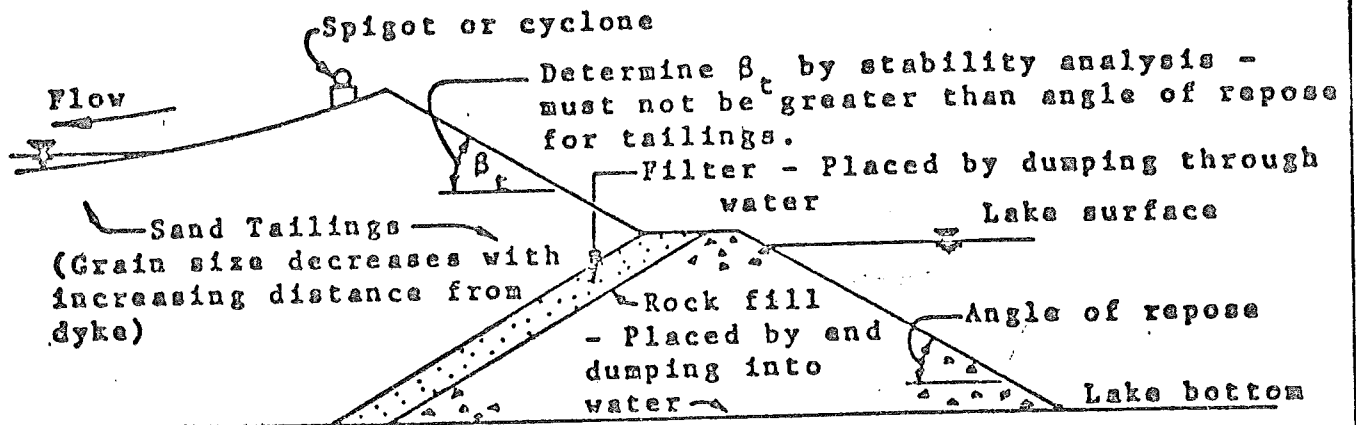 Spigot or cyclone
Determine βt by stability analysis -
must not be greater than angle of repose
for tailings.
Flow
βt
Filter - Placed by dumping through
water
Lake surface
Sand Tailings
(Grain size decreases with
increasing distance from
dyke)
Rock fill
- Placed by end
dumping into
water
Angle of repose
Lake bottom